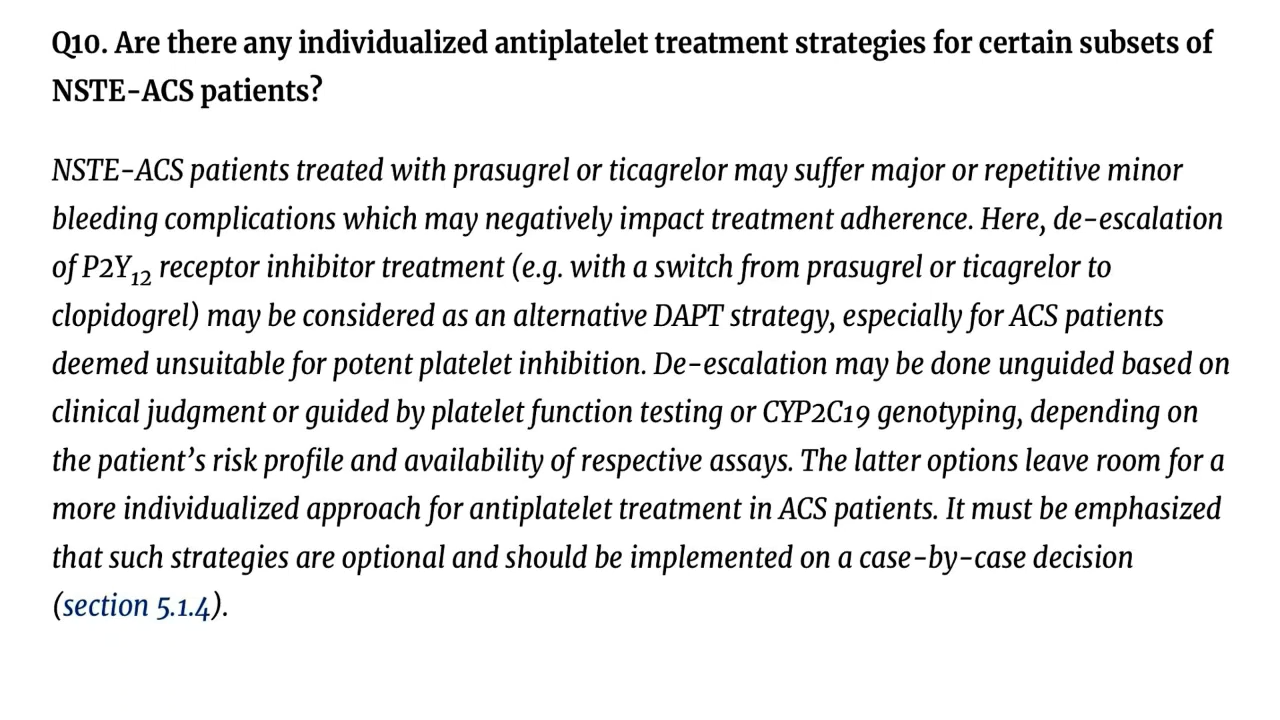 Q10. Are there any individualized antiplatelet treatment strategies for certain subsets of
NSTE-ACS patients?
NSTE-ACS patients treated with prasugrel or ticagrelor may suffer major or repetitive minor
bleeding complications which may negatively impact treatment adherence. Here, de-escalation
of P2Y12 receptor inhibitor treatment (e.g. with a switch from prasugrel or ticagrelor to
clopidogrel) may be considered as an alternative DAPT strategy, especially for ACS patients
deemed unsuitable for potent platelet inhibition. De-escalation may be done unguided based on
clinical judgment or guided by platelet function testing or CYP2C19 genotyping, depending on
the patient’s risk profile and availability of respective assays. The latter options leave room for a
more individualized approach for antiplatelet treatment in ACS patients. It must be emphasized
that such strategies are optional and should be implemented on a case-by-case decision
(section 5.1.4).